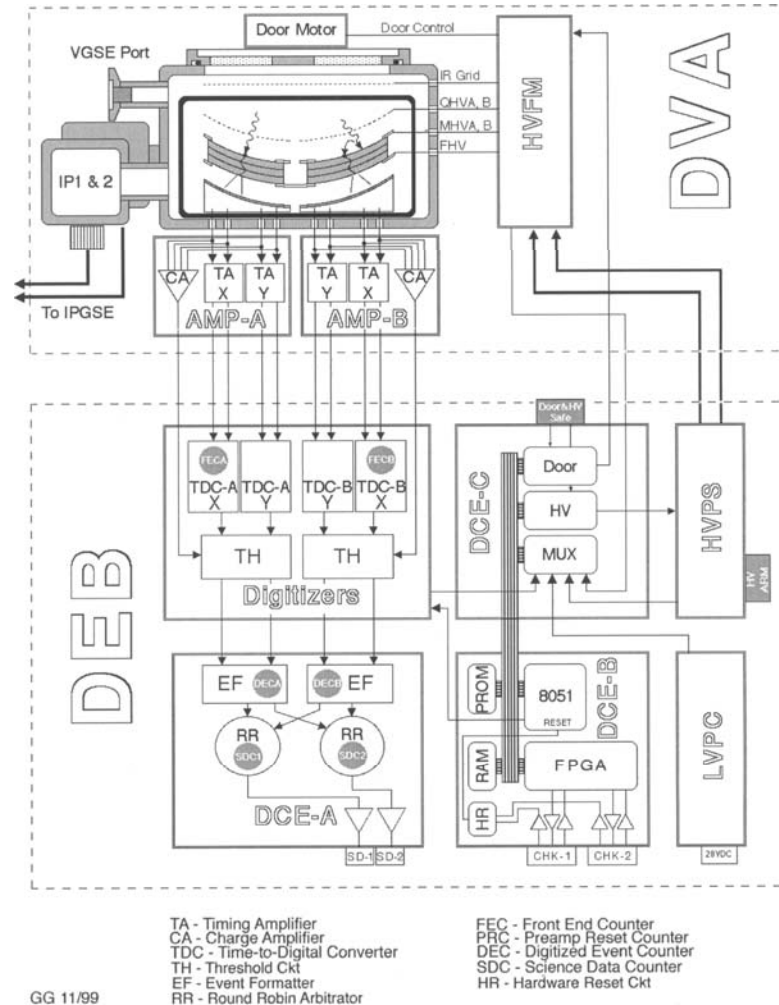 Door Motor
Door Control
VGSE Port
IR Grid
QHVA, B
MHVA, B
FHV
HVFM
DVA
IP1 & 2
To IPGSE
CA
TA
X
TA
Y
TA
Y
TA
X
CA
AMP-A
AMP-B
Door&HV
Safe
FECA
TDC-A
X
TDC-A
Y
TDC-B
Y
FECB
TDC-B
X
TH
TH
Digitizers
DCE-C
Door
HV
MUX
HVPS
HV
ARM
DEB
EF
DECA
DECB
EF
RR
SDC1
RR
SDC2
DCE-A
SD-1
SD-2
PROM
8051
RESET
DCE-B
RAM
FPGA
HR
CHK-1
CHK-2
LVPC
28VDC
TA - Timing Amplifier
CA - Charge Amplifier
TDC - Time-to-Digital Converter
TH - Threshold Ckt
EF - Event Formatter
RR - Round Robin Arbitrator
FEC - Front End Counter
PRC - Preamp Reset Counter
DEC - Digitized Event Counter
SDC - Science Data Counter
HR - Hardware Reset Ckt
GG 11/99